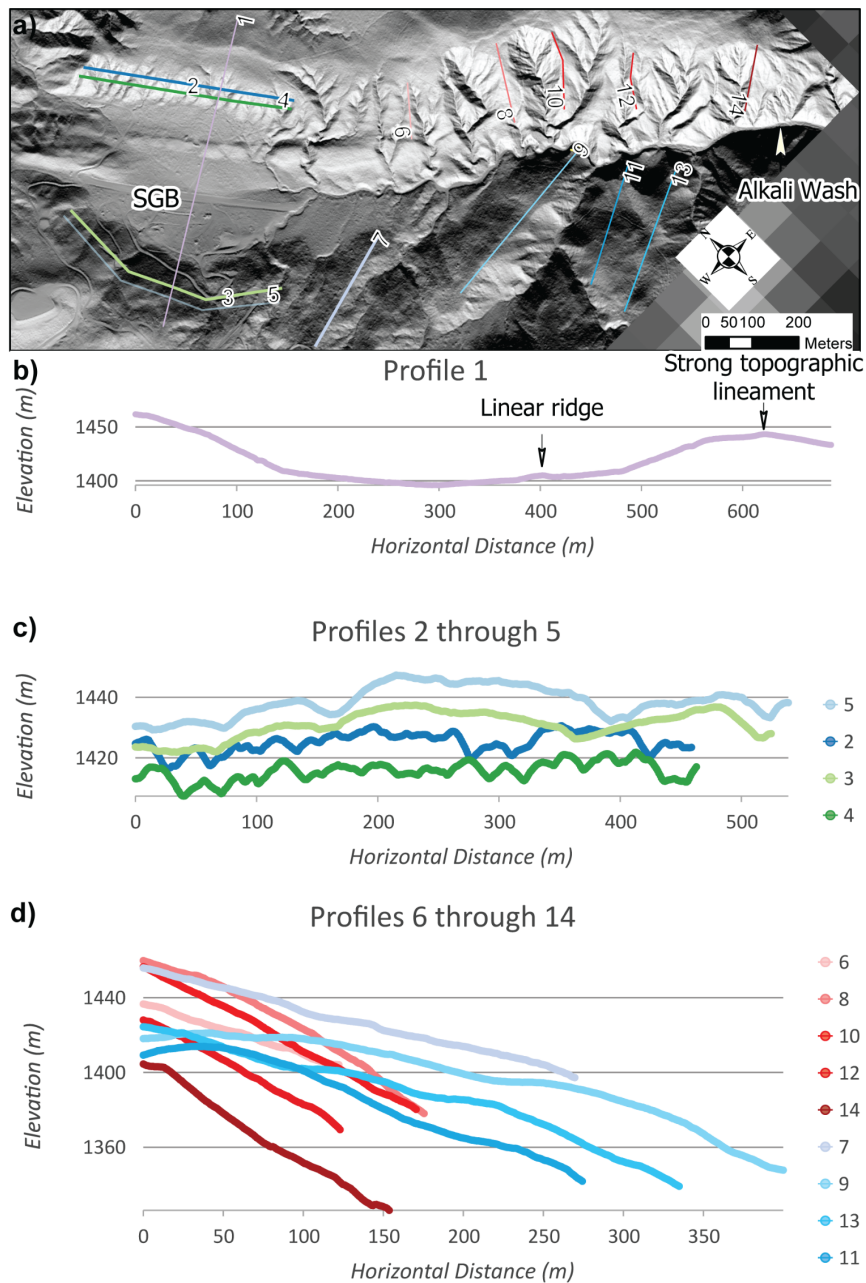 a)
1
2
4
6
8
10
12
14
SGB
3
5
7
9
11
13
Alkali Wash
N
E
W
S
0 50 100 200
Meters
b)
Profile 1
Strong topographic
lineament
Linear ridge
Elevation (m)
1450
1400
0 100 200 300 400 500 600
Horizontal Distance (m)
c)
Profiles 2 through 5
Elevation (m)
1440
1420
0 100 200 300 400 500
Horizontal Distance (m)
5
2
3
4
d)
Profiles 6 through 14
Elevation (m)
1440
1400
1360
0 50 100 150 200 250 300 350
Horizontal Distance (m)
6
8
10
12
14
7
9
13
11